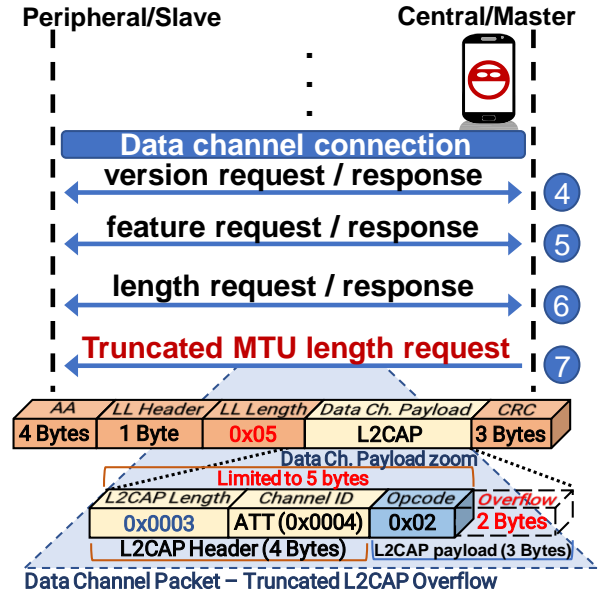 Peripheral/Slave Central/Master
Data channel connection
version request / response 4
feature request / response 5
length request / response 6
Truncated MTU length request 7
AA LL Header LL Length Data Ch. Payload CRC
4 Bytes 1 Byte 0x05 L2CAP 3 Bytes
Data Ch. Payload zoom
Limited to 5 bytes
L2CAP Length Channel ID Opcode Overflow
0x0003 ATT (0x0004) 0x02 2 Bytes
L2CAP Header (4 Bytes) L2CAP payload (3 Bytes)
Data Channel Packet – Truncated L2CAP Overflow